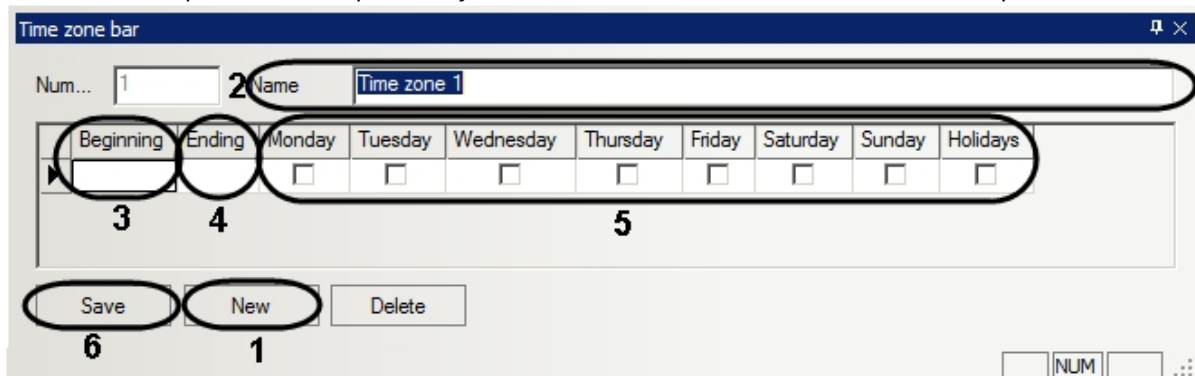 Time zone bar
Num... 1 2 Name Time zone 1
Beginning Ending Monday Tuesday Wednesday Thursday Friday Saturday Sunday Holidays
3 4 5
Save New Delete
6 1
NUM